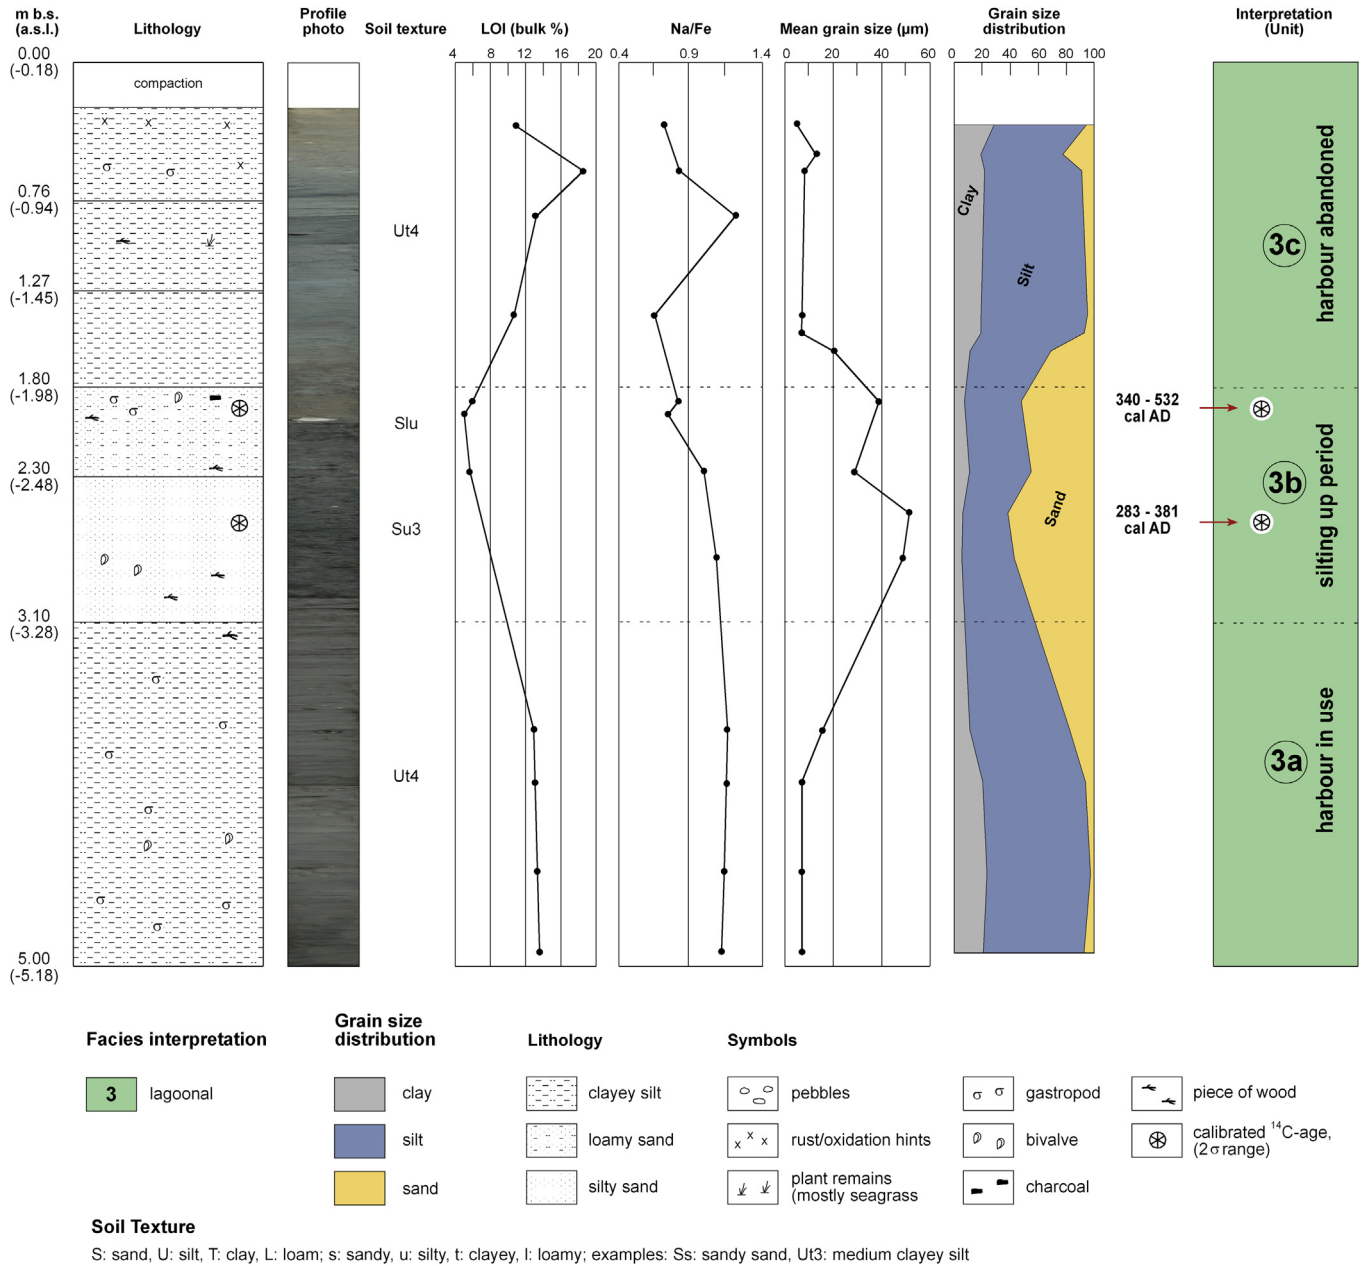 m b.s.
(a.s.l.)
Lithology
Profile
photo
Soil texture
LOI (bulk %)
Na/Fe
Mean grain size (µm)
Grain size
distribution
Interpretation
(Unit)
4 8 12 16 20
0.4 0.9 1.4
0 20 40 60
0 20 40 60 80 100
0.00
(-0.18)
compaction
0.76
(-0.94)
1.27
(-1.45)
1.80
(-1.98)
2.30
(-2.48)
3.10
(-3.28)
5.00
(-5.18)
Ut4
Slu
Su3
Ut4
Clay
Silt
Sand
340 - 532
cal AD
283 - 381
cal AD
3c
harbour abandoned
3b
silting up period
3a
harbour in use
Facies interpretation
3 lagoonal
Grain size
distribution
clay
silt
sand
Lithology
clayey silt
loamy sand
silty sand
Symbols
pebbles
rust/oxidation hints
plant remains
(mostly seagrass
gastropod
bivalve
charcoal
piece of wood
calibrated 14C-age,
(2σ range)
Soil Texture
S: sand, U: silt, T: clay, L: loam; s: sandy, u: silty, t: clayey, l: loamy; examples: Ss: sandy sand, Ut3: medium clayey silt